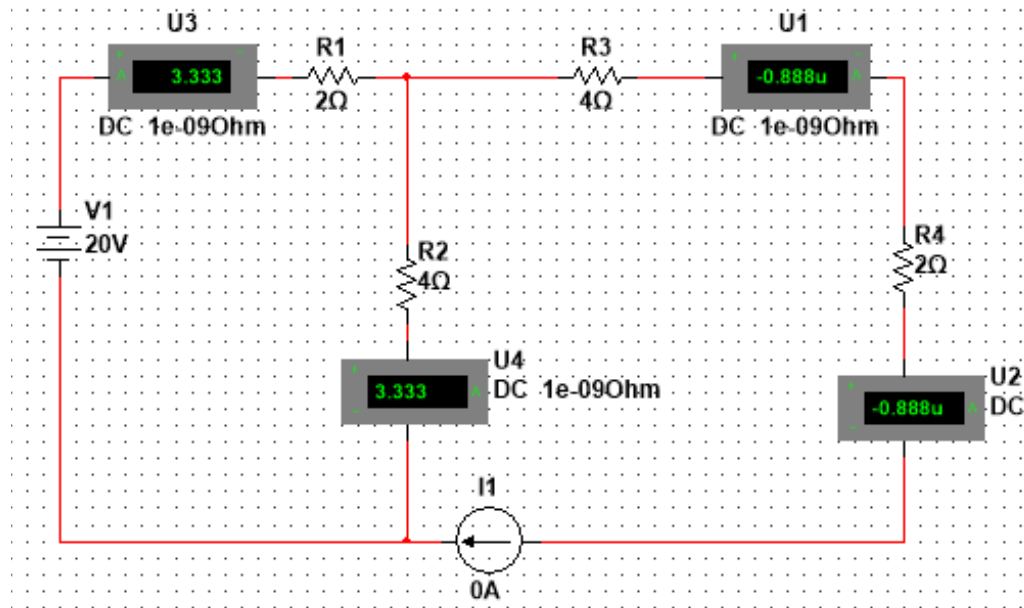 U3
U1
R1
R3
+
−
A
3.333
2Ω
4Ω
+
-0.888u
A
DC 1e-09Ohm
DC 1e-09Ohm
V1
20V
R2
4Ω
R4
2Ω
U4
+
3.333
A
DC 1e-09Ohm
−
U2
+
-0.888u
A
DC
−
I1
0A